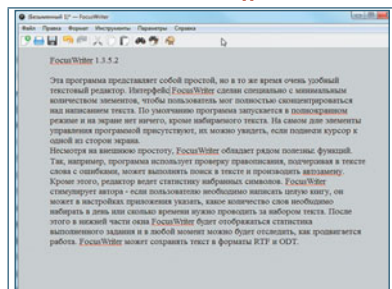 (Безымянный 1)* — FocusWriter
Файл Правка Формат Инструменты Параметры Справка
FocusWriter 1.3.5.2
Эта программа представляет собой простой, но в то же время очень удобный
текстовый редактор. Интерфейс FocusWriter сделан специально с минимальным
количеством элементов, чтобы пользователь мог полностью сконцентрироваться
над написанием текста. По умолчанию программа запускается в полноэкранном
режиме и на экране нет ничего, кроме набираемого текста. На самом деле элементы
управления программой присутствуют, их можно увидеть, если поднести курсор к
одной из сторон экрана.
Несмотря на внешнюю простоту, FocusWriter обладает рядом полезных функций.
Так, например, программа использует проверку правописания, подчеркивая в тексте
слова с ошибками, может выполнять поиск в тексте и производить автозамену.
Кроме этого, редактор ведет статистику набранных символов. FocusWriter
стимулирует автора - если пользователю необходимо написать целую книгу, он
может в настройках приложения указать, какое количество слов необходимо
набирать в день или сколько времени нужно проводить за набором текста. После
этого в нижней части окна FocusWriter будет отображаться статистика
выполненного задания и в любой момент можно будет отследить, как продвигается
работа. FocusWriter может сохранять текст в форматы RTF и ODT.